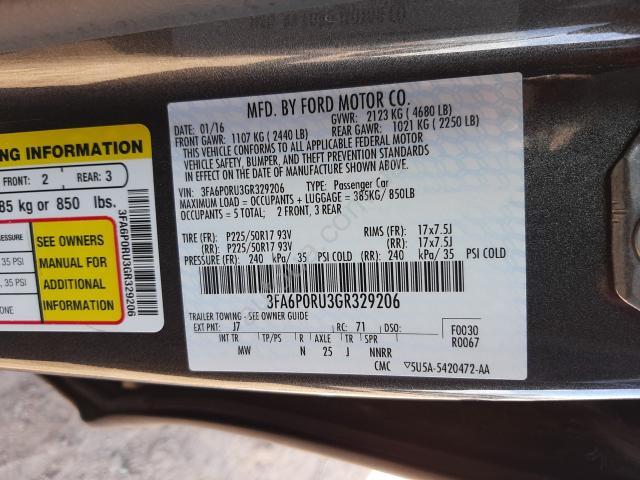 NG INFORMATION
FRONT: 2 REAR: 3
85 kg or 850 lbs.
PRESSURE
35 PSI
35 PSI
SEE OWNERS
MANUAL FOR
ADDITIONAL
INFORMATION
3FA6P0RU3GR329206
MFD. BY FORD MOTOR CO.
DATE: 01/16 GVWR: 2123 KG ( 4680 LB)
FRONT GAWR: 1107 KG ( 2440 LB) REAR GAWR: 1021 KG ( 2250 LB)
THIS VEHICLE CONFORMS TO ALL APPLICABLE FEDERAL MOTOR
VEHICLE SAFETY, BUMPER, AND THEFT PREVENTION STANDARDS
IN EFFECT ON THE DATE OF MANUFACTURE SHOWN ABOVE.
VIN: 3FA6P0RU3GR329206 TYPE: Passenger Car
MAXIMUM LOAD = OCCUPANTS + LUGGAGE = 385KG/ 850LB
OCCUPANTS = 5 TOTAL: 2 FRONT, 3 REAR
TIRE (F): P225/50R17 93V RIMS (F): 17x7.5J
(R): P225/50R17 93V (RR): 17x7.5J
PRESSURE: (F) 240 kPa/ 35 PSI COLD (RR) 240 kPa/35 PSI COLD
3FA6P0RU3GR329206
TRAILER TOWING - SEE OWNER GUIDE
EXT PNT: J7 RC: 71 DSO: F0030
INT TR TP/PS R AXLE TR SPR R0067
MW N 25 J NNRR
CMC ▽5U5A-5420472-AA